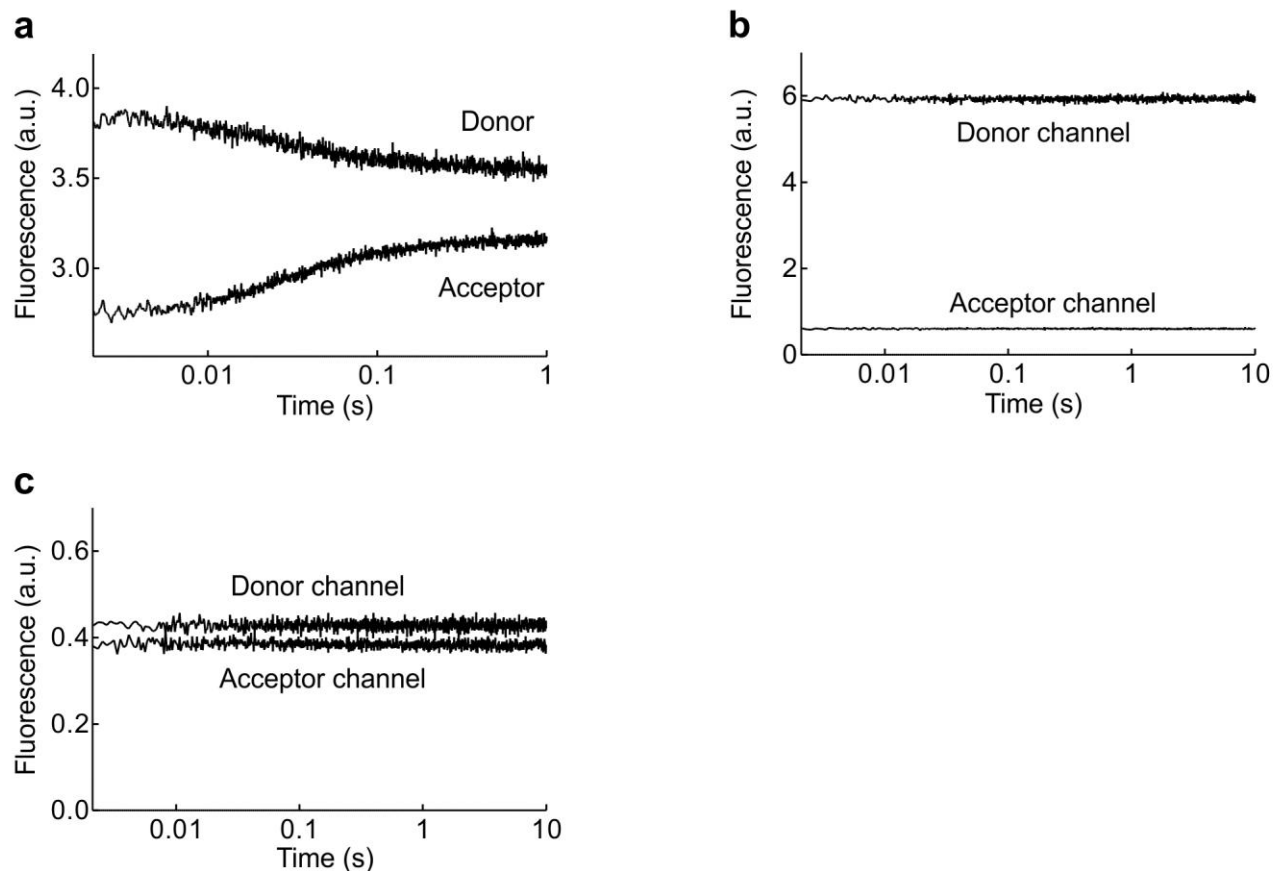 a
Fluorescence (a.u.)
4.0
3.5
3.0
Donor
Acceptor
0.01 0.1 1
Time (s)
b
Fluorescence (a.u.)
6
4
2
0
Donor channel
Acceptor channel
0.01 0.1 1 10
Time (s)
c
Fluorescence (a.u.)
0.6
0.4
0.2
0.0
Donor channel
Acceptor channel
0.01 0.1 1 10
Time (s)